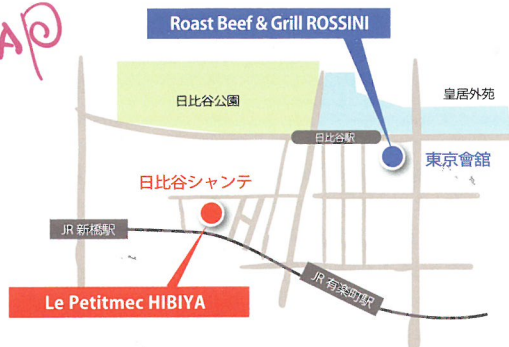 AP
Roast Beef & Grill ROSSINI
皇居外苑
日比谷公園
日比谷駅
東京會舘
日比谷シャンテ
JR 新橋駅
JR 有楽町駅
Le Petitmec HIBIYA